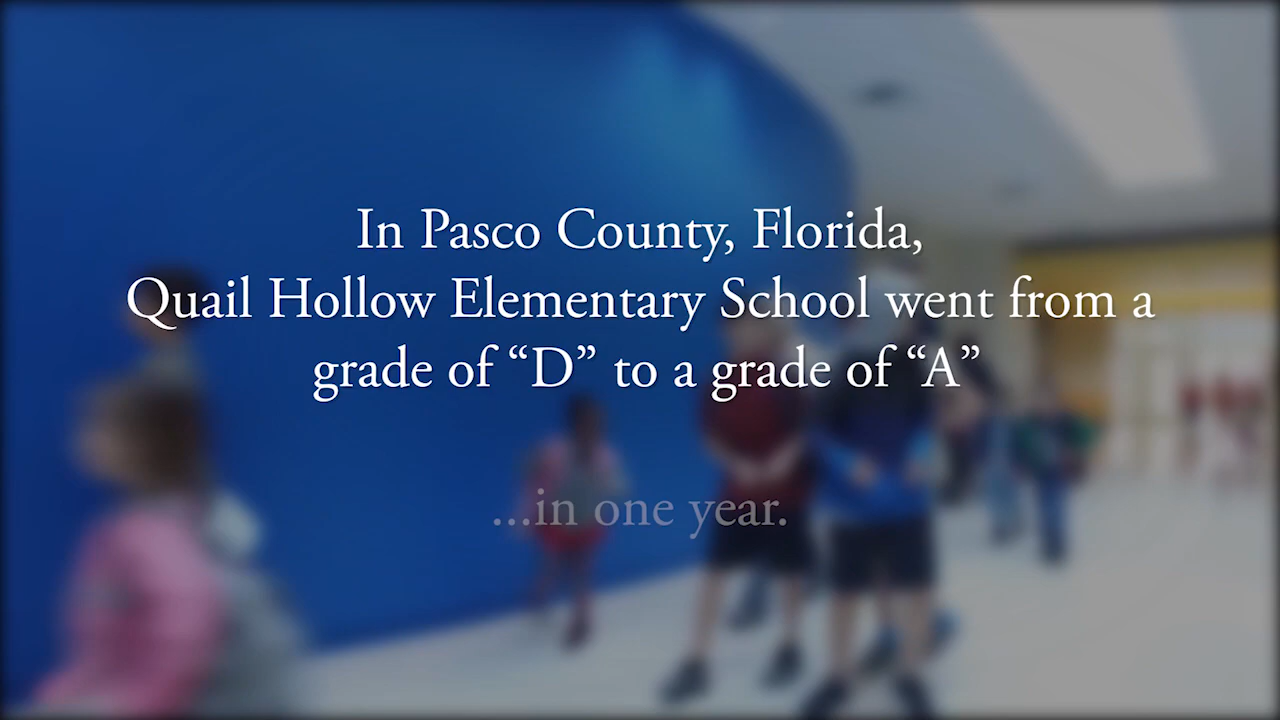 In Pasco County, Florida,
Quail Hollow Elementary School went from a
grade of “D” to a grade of “A”
...in one year.